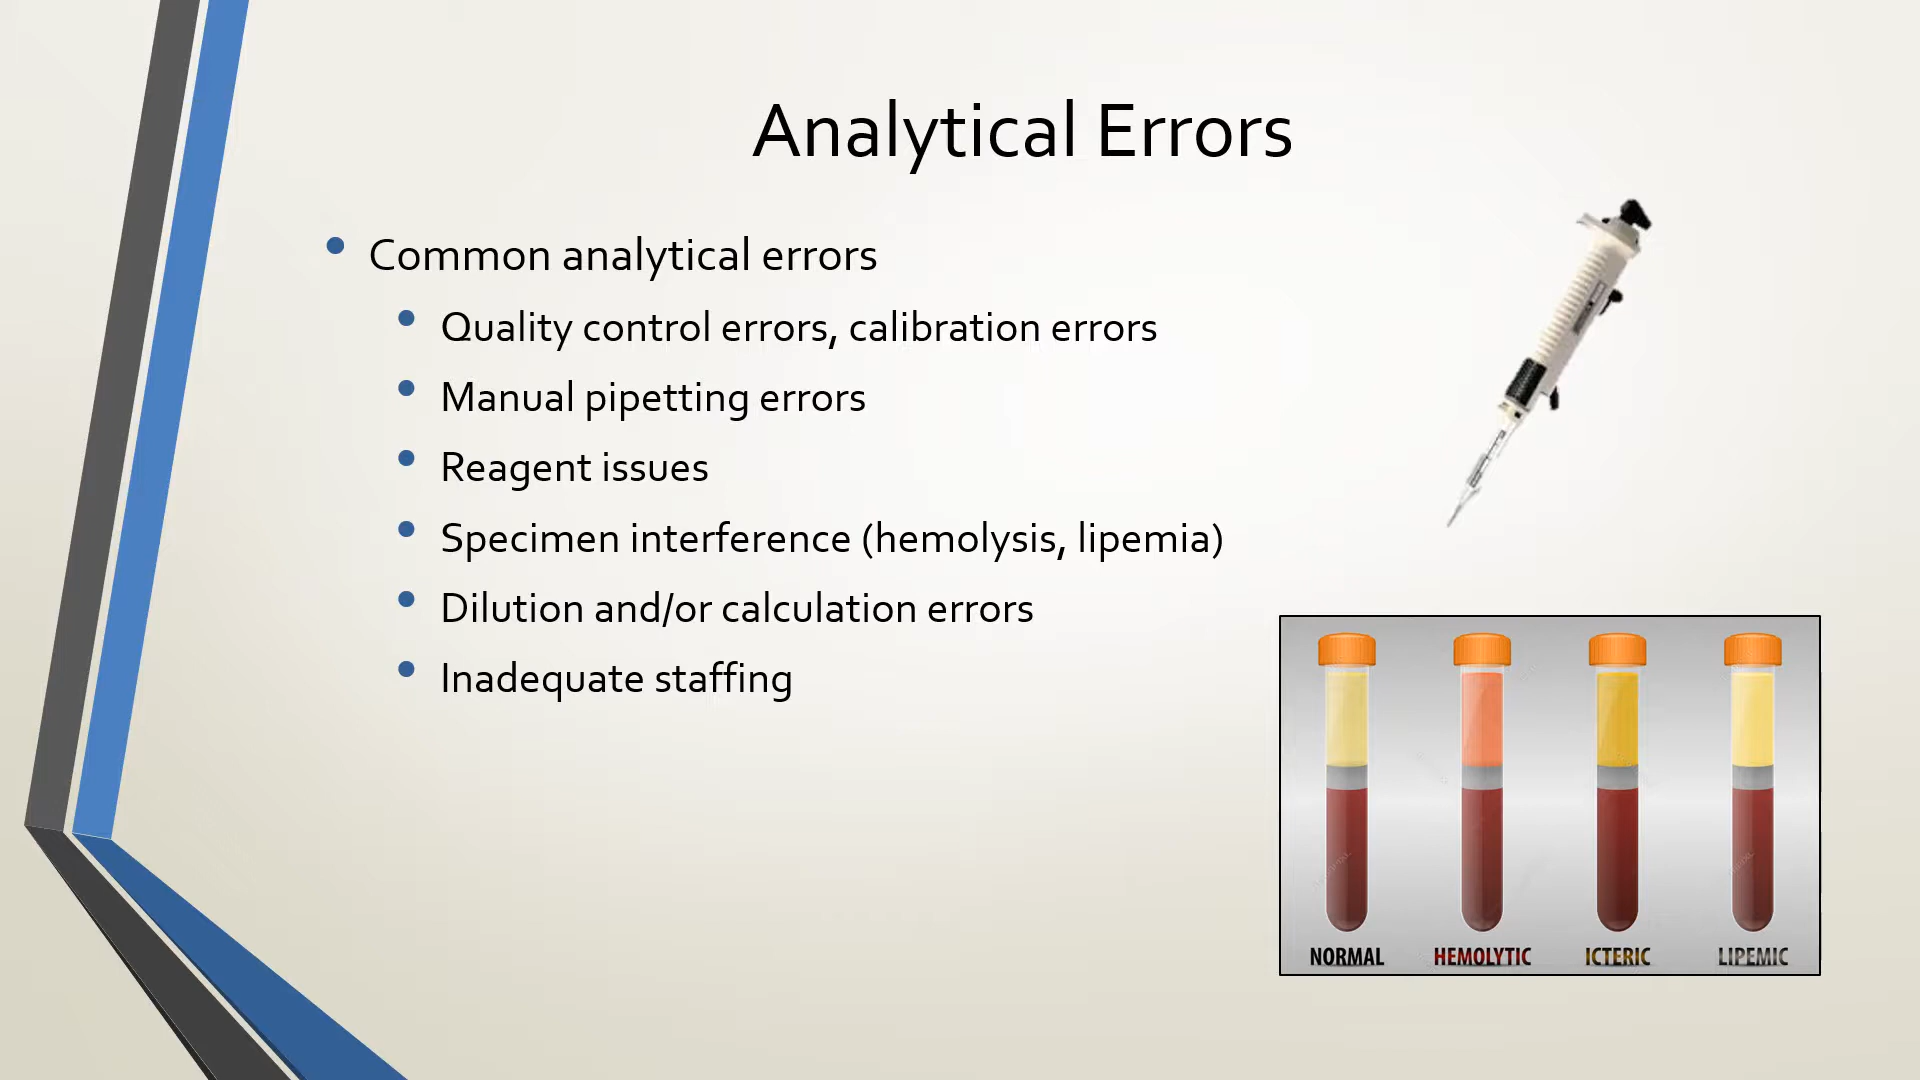 Analytical Errors
Common analytical errors
Quality control errors, calibration errors
Manual pipetting errors
Reagent issues
Specimen interference (hemolysis, lipemia)
Dilution and/or calculation errors
Inadequate staffing
NORMAL HEMOLYTIC ICTERIC LIPEMIC